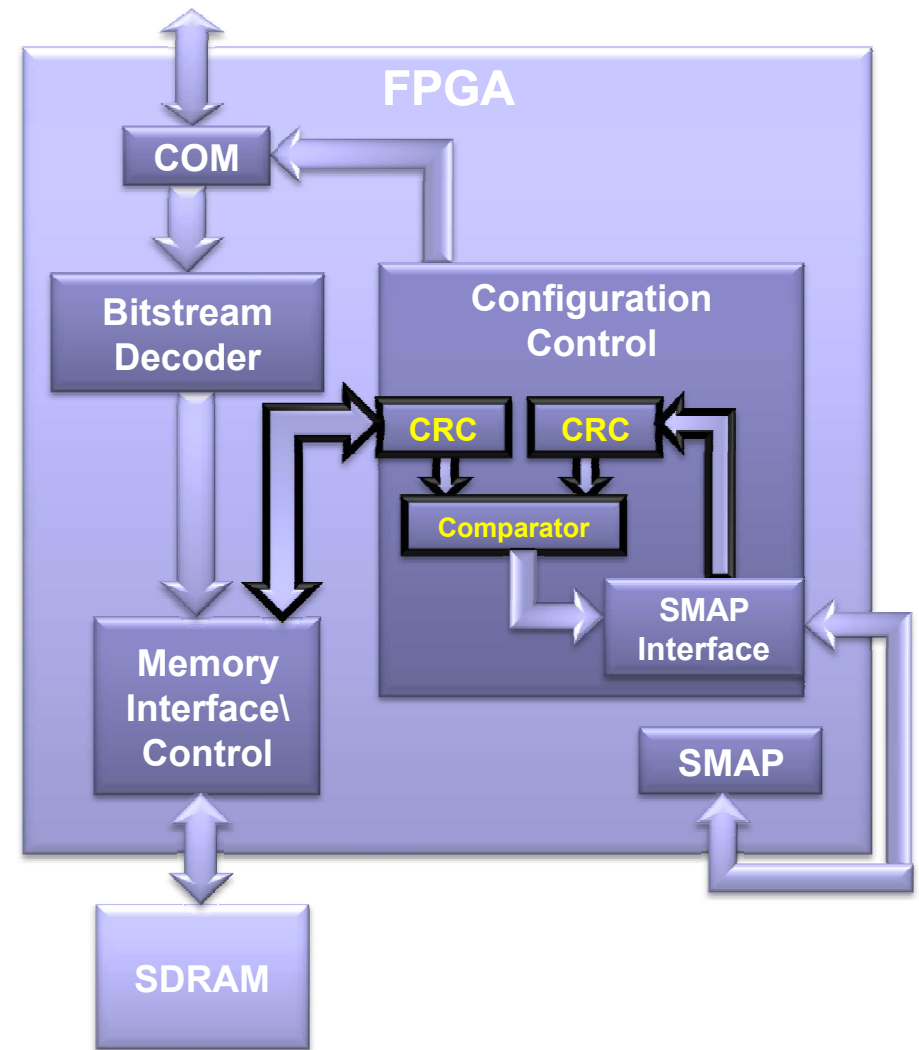 FPGA
COM
Bitstream
Decoder
Configuration
Control
CRC
CRC
Comparator
SMAP
Interface
Memory
Interface\
Control
SMAP
SDRAM